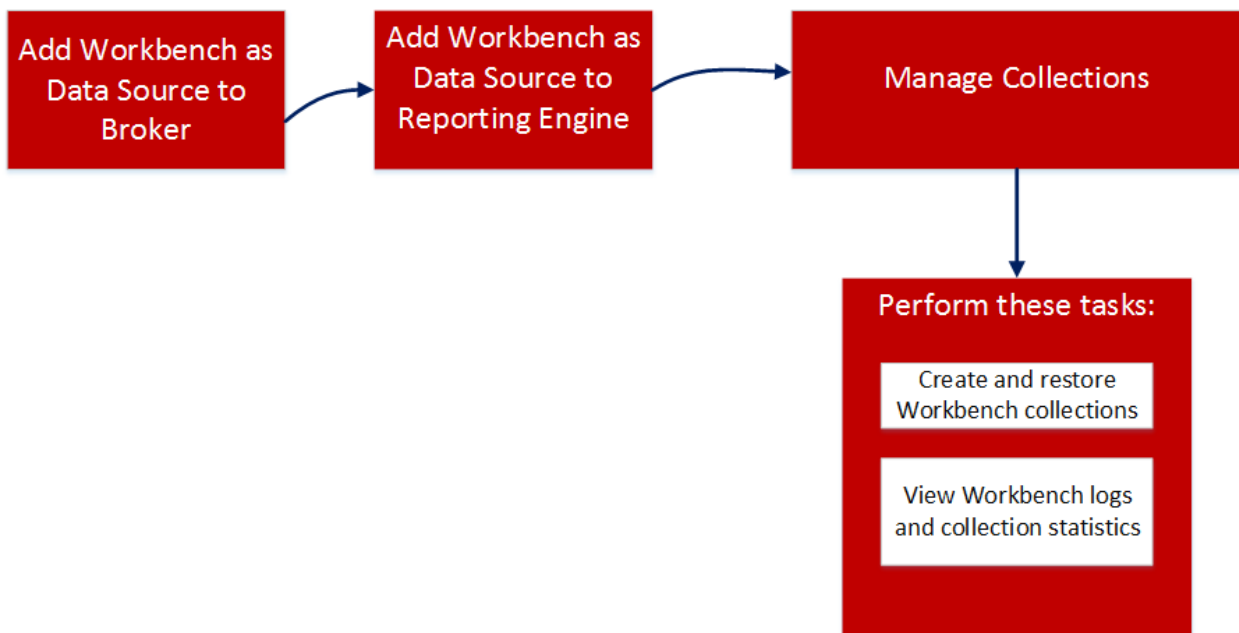 Add Workbench as
Data Source to
Broker
Add Workbench as
Data Source to
Reporting Engine
Manage Collections
Perform these tasks:
Create and restore
Workbench collections
View Workbench logs
and collection statistics